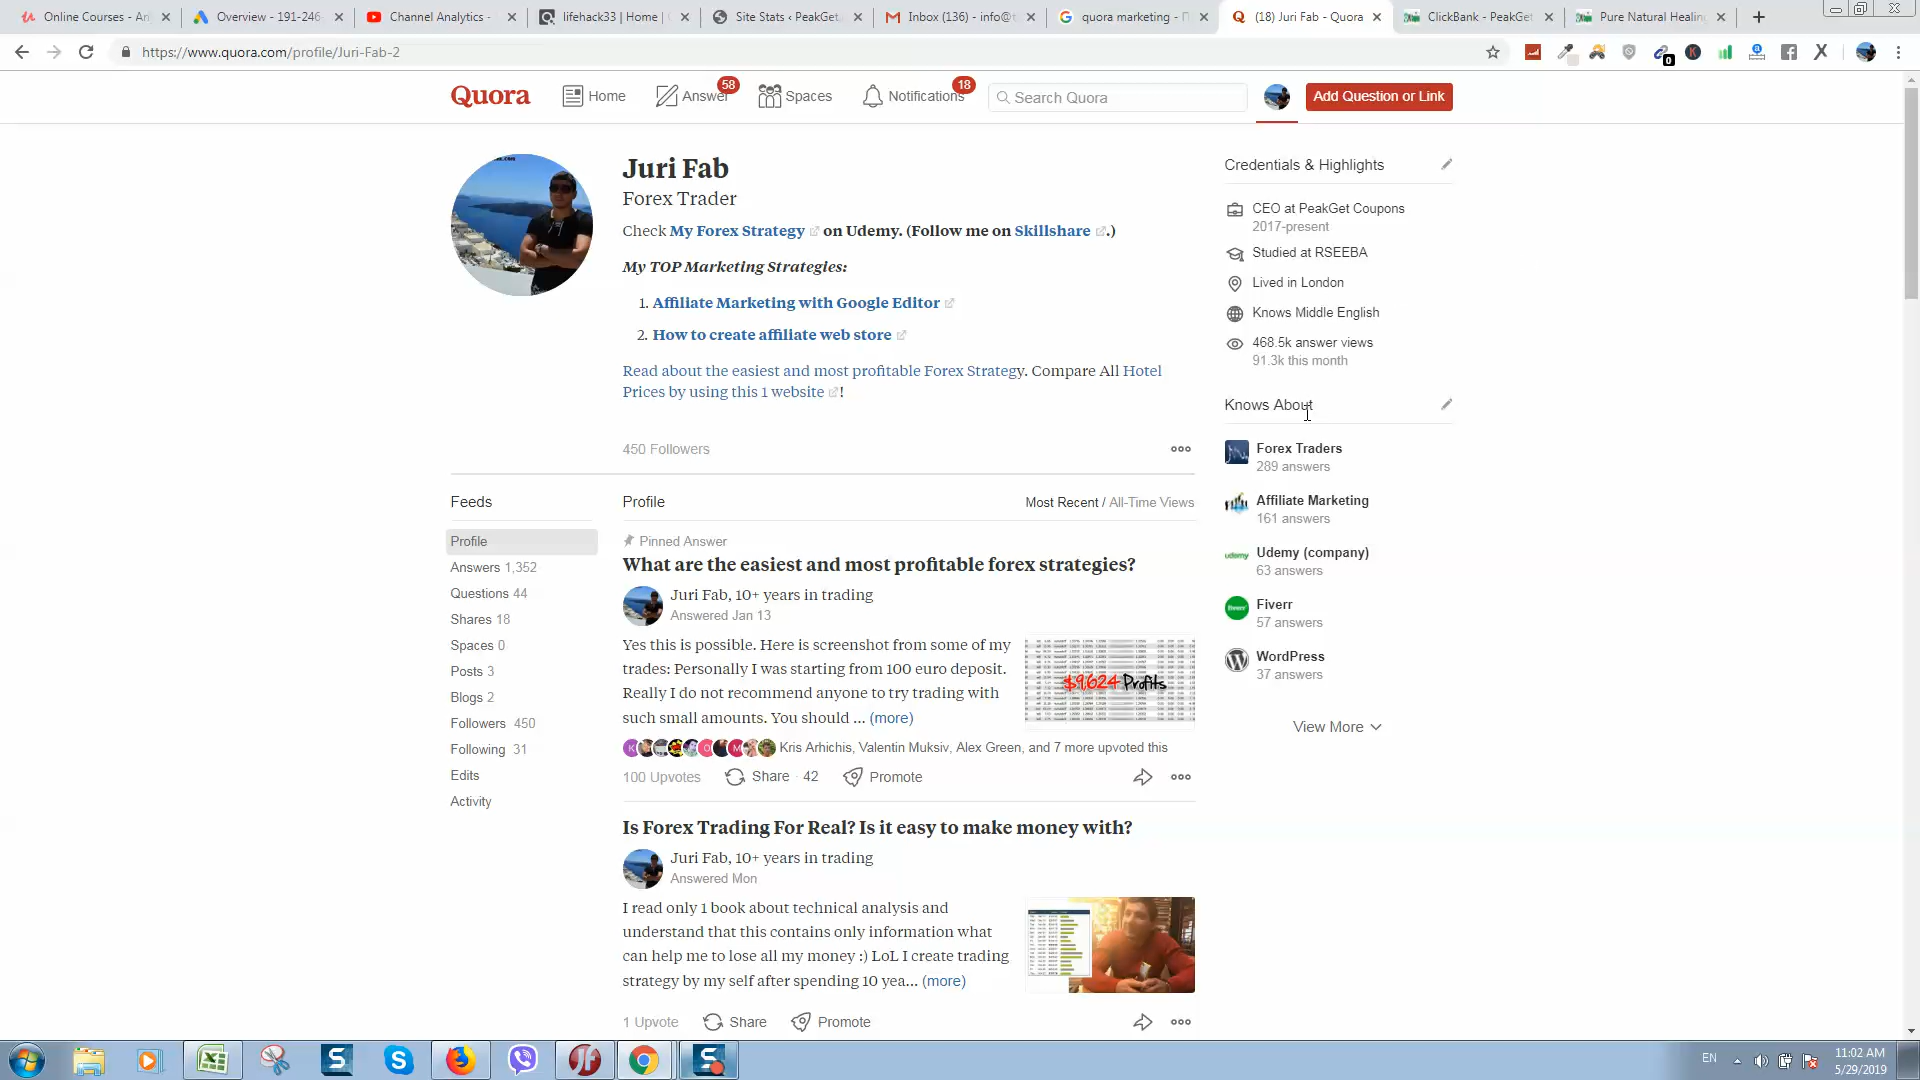 Online Courses - An
Overview - 191-246
Channel Analytics -
lifehack33 | Home |
Site Stats ‹ PeakGet
Inbox (136) - info@t
quora marketing - П
(18) Juri Fab - Quora
ClickBank - PeakGet
Pure Natural Healin
https://www.quora.com/profile/Juri-Fab-2
Quora
Home
Answer
58
Spaces
Notifications
18
Search Quora
Add Question or Link
Juri Fab
Forex Trader
Check My Forex Strategy on Udemy. (Follow me on Skillshare .)
My TOP Marketing Strategies:
1. Affiliate Marketing with Google Editor
2. How to create affiliate web store
Read about the easiest and most profitable Forex Strategy. Compare All Hotel
Prices by using this 1 website !
450 Followers
Credentials & Highlights
CEO at PeakGet Coupons
2017-present
Studied at RSEEBA
Lived in London
Knows Middle English
468.5k answer views
91.3k this month
Knows About
Forex Traders
289 answers
Affiliate Marketing
161 answers
Udemy (company)
63 answers
Fiverr
57 answers
WordPress
37 answers
View More
Feeds
Profile
Answers 1,352
Questions 44
Shares 18
Spaces 0
Posts 3
Blogs 2
Followers 450
Following 31
Edits
Activity
Profile
Most Recent / All-Time Views
Pinned Answer
What are the easiest and most profitable forex strategies?
Juri Fab, 10+ years in trading
Answered Jan 13
Yes this is possible. Here is screenshot from some of my
trades: Personally I was starting from 100 euro deposit.
Really I do not recommend anyone to try trading with
such small amounts. You should ... (more)
$9,624 Profits
Kris Arhichis, Valentin Muksiv, Alex Green, and 7 more upvoted this
100 Upvotes
Share · 42
Promote
Is Forex Trading For Real? Is it easy to make money with?
Juri Fab, 10+ years in trading
Answered Mon
I read only 1 book about technical analysis and
understand that this contains only information what
can help me to lose all my money :) LoL I create trading
strategy by my self after spending 10 yea... (more)
1 Upvote
Share
Promote
EN
11:02 AM
5/29/2019